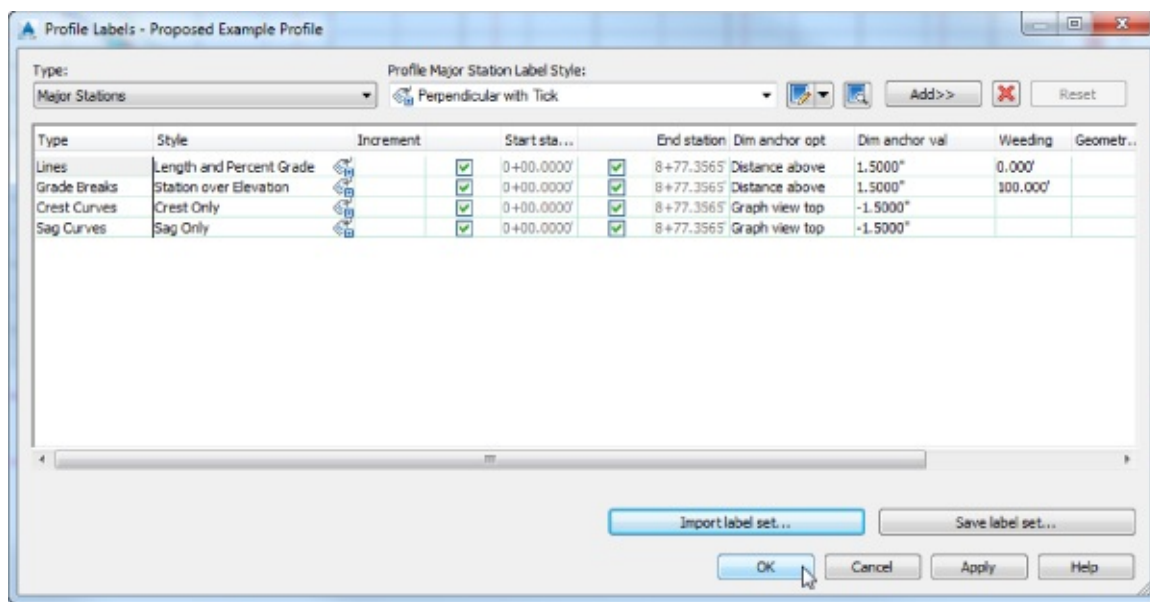 Profile Labels - Proposed Example Profile
Type: Profile Major Station Label Style:
Major Stations Perpendicular with Tick Add>> Reset
Type Style Increment Start sta... End station Dim anchor opt Dim anchor val Weeding Geometr...
Lines Length and Percent Grade 0+00.0000' 8+77.3565' Distance above 1.5000" 0.000'
Grade Breaks Station over Elevation 0+00.0000' 8+77.3565' Distance above 1.5000" 100.000'
Crest Curves Crest Only 0+00.0000' 8+77.3565' Graph view top -1.5000"
Sag Curves Sag Only 0+00.0000' 8+77.3565' Graph view top -1.5000"
Import label set... Save label set...
OK Cancel Apply Help